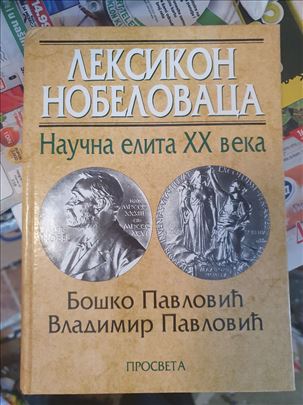 ЛЕКСИКОН
НОБЕЛОВАЦА
Научна елита XX века
Бошко Павловић
Владимир Павловић
ПРОСВЕТА